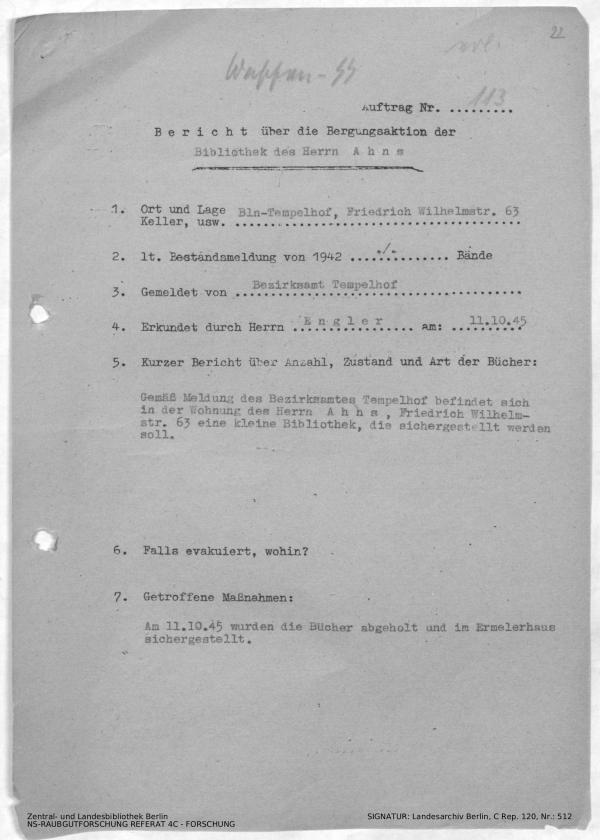 22
erl.
Waffen-SS
Auftrag Nr. ...113...
B e r i c h t über die Bergungsaktion der
Bibliothek des Herrn A h n s
1. Ort und Lage Bln-Tempelhof, Friedrich Wilhelmstr. 63
Keller, usw. ........................................
2. lt. Bestandsmeldung von 1942 ....-/-......... Bände
3. Gemeldet von Bezirksamt Tempelhof
4. Erkundet durch Herrn E n g l e r am: 11.10.45
5. Kurzer Bericht über Anzahl, Zustand und Art der Bücher:
Gemäß Meldung des Bezirksamtes Tempelhof befindet sich
in der Wohnung des Herrn A h n s , Friedrich Wilhelm-
str. 63 eine kleine Bibliothek, die sichergestellt werden
soll.
6. Falls evakuiert, wohin?
7. Getroffene Maßnahmen:
Am 11.10.45 wurden die Bücher abgeholt und im Ermelerhaus
sichergestellt.
Zentral- und Landesbibliothek Berlin
NS-RAUBGUTFORSCHUNG REFERAT 4C - FORSCHUNG
SIGNATUR: Landesarchiv Berlin, C Rep. 120, Nr.: 512